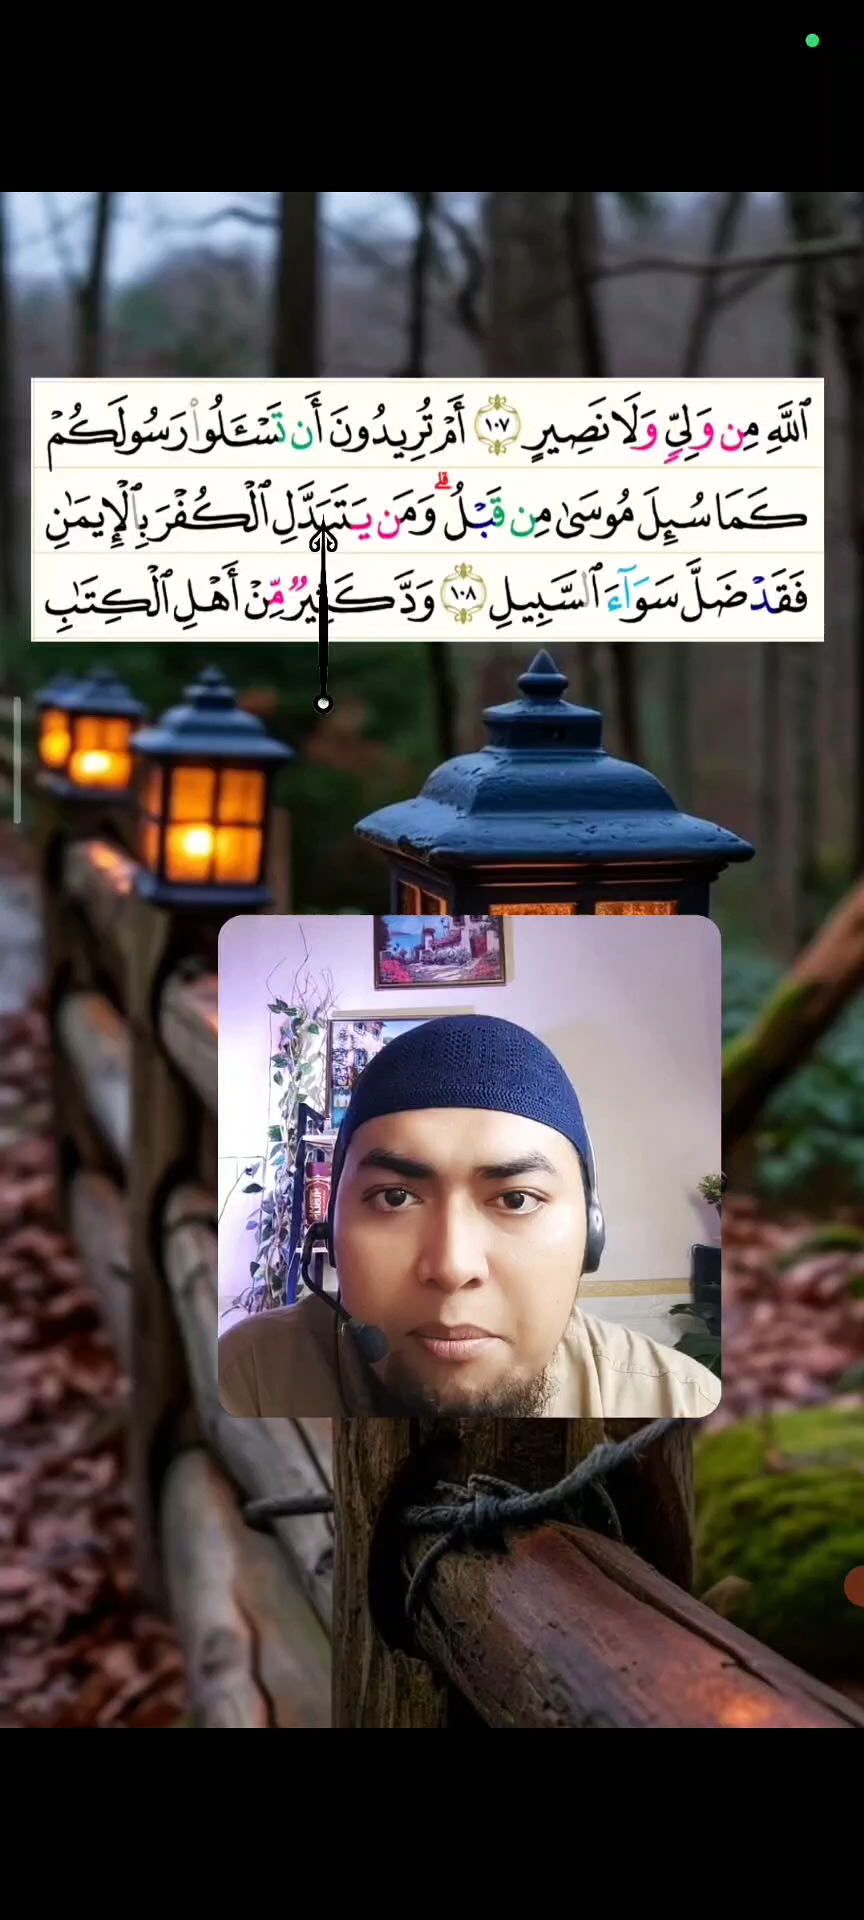 ٱللَّهِ مِن وَلِيٍّ وَلَا نَصِيرٍ ١٠٧ أَمْ تُرِيدُونَ أَن تَسْـَٔلُوا۟ رَسُولَكُمْ
كَمَا سُئِلَ مُوسَىٰ مِن قَبْلُ ۗ وَمَن يَتَبَدَّلِ ٱلْكُفْرَ بِٱلْإِيمَـٰنِ
فَقَدْ ضَلَّ سَوَآءَ ٱلسَّبِيلِ ١٠٨ وَدَّ كَثِيرٌ مِّنْ أَهْلِ ٱلْكِتَـٰبِ